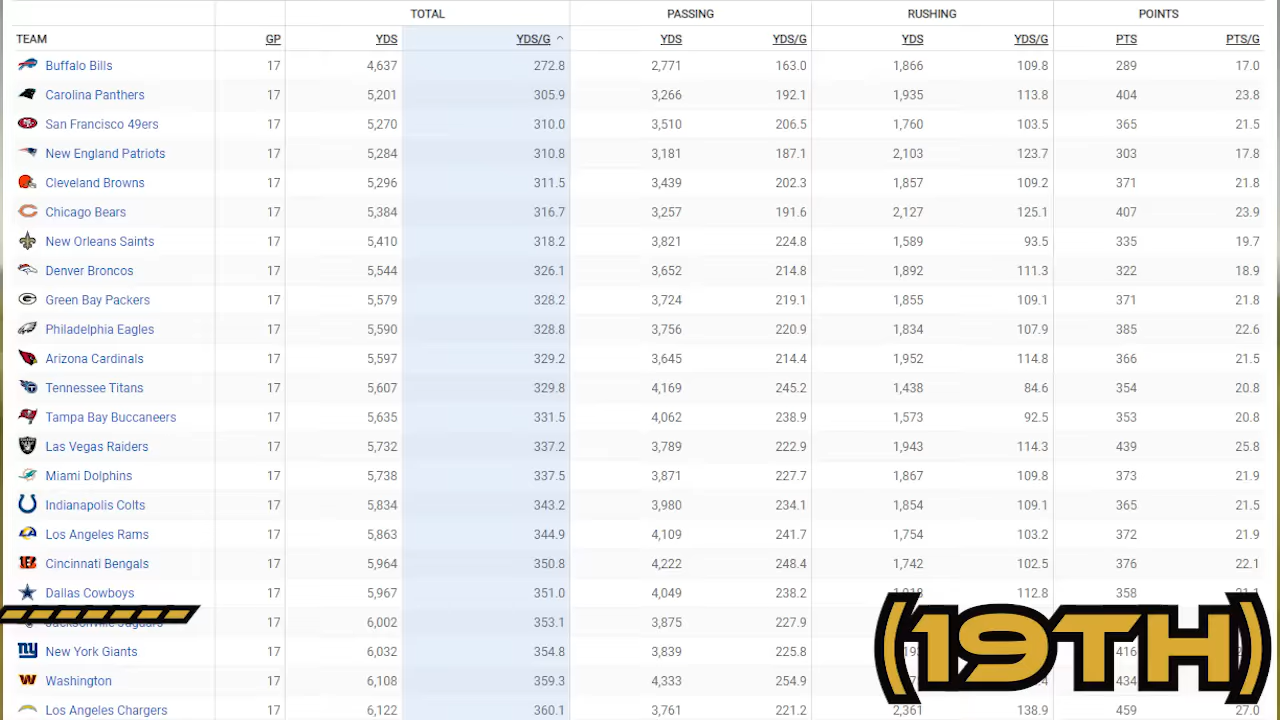 TOTAL PASSING RUSHING POINTS
TEAM GP YDS YDS/G YDS YDS/G YDS YDS/G PTS PTS/G
Buffalo Bills 17 4,637 272.8 2,771 163.0 1,866 109.8 289 17.0
Carolina Panthers 17 5,201 305.9 3,266 192.1 1,935 113.8 404 23.8
San Francisco 49ers 17 5,270 310.0 3,510 206.5 1,760 103.5 365 21.5
New England Patriots 17 5,284 310.8 3,181 187.1 2,103 123.7 303 17.8
Cleveland Browns 17 5,296 311.5 3,439 202.3 1,857 109.2 371 21.8
Chicago Bears 17 5,384 316.7 3,257 191.6 2,127 125.1 407 23.9
New Orleans Saints 17 5,410 318.2 3,821 224.8 1,589 93.5 335 19.7
Denver Broncos 17 5,544 326.1 3,652 214.8 1,892 111.3 322 18.9
Green Bay Packers 17 5,579 328.2 3,724 219.1 1,855 109.1 371 21.8
Philadelphia Eagles 17 5,590 328.8 3,756 220.9 1,834 107.9 385 22.6
Arizona Cardinals 17 5,597 329.2 3,645 214.4 1,952 114.8 366 21.5
Tennessee Titans 17 5,607 329.8 4,169 245.2 1,438 84.6 354 20.8
Tampa Bay Buccaneers 17 5,635 331.5 4,062 238.9 1,573 92.5 353 20.8
Las Vegas Raiders 17 5,732 337.2 3,789 222.9 1,943 114.3 439 25.8
Miami Dolphins 17 5,738 337.5 3,871 227.7 1,867 109.8 373 21.9
Indianapolis Colts 17 5,834 343.2 3,980 234.1 1,854 109.1 365 21.5
Los Angeles Rams 17 5,863 344.9 4,109 241.7 1,754 103.2 372 21.9
Cincinnati Bengals 17 5,964 350.8 4,222 248.4 1,742 102.5 376 22.1
Dallas Cowboys 17 5,967 351.0 4,049 238.2 112.8 358
Jacksonville Jaguars 17 6,002 353.1 3,875 227.9
New York Giants 17 6,032 354.8 3,839 225.8 416
Washington 17 6,108 359.3 4,333 254.9 434
Los Angeles Chargers 17 6,122 360.1 3,761 221.2 2,361 138.9 459 27.0
(19TH)